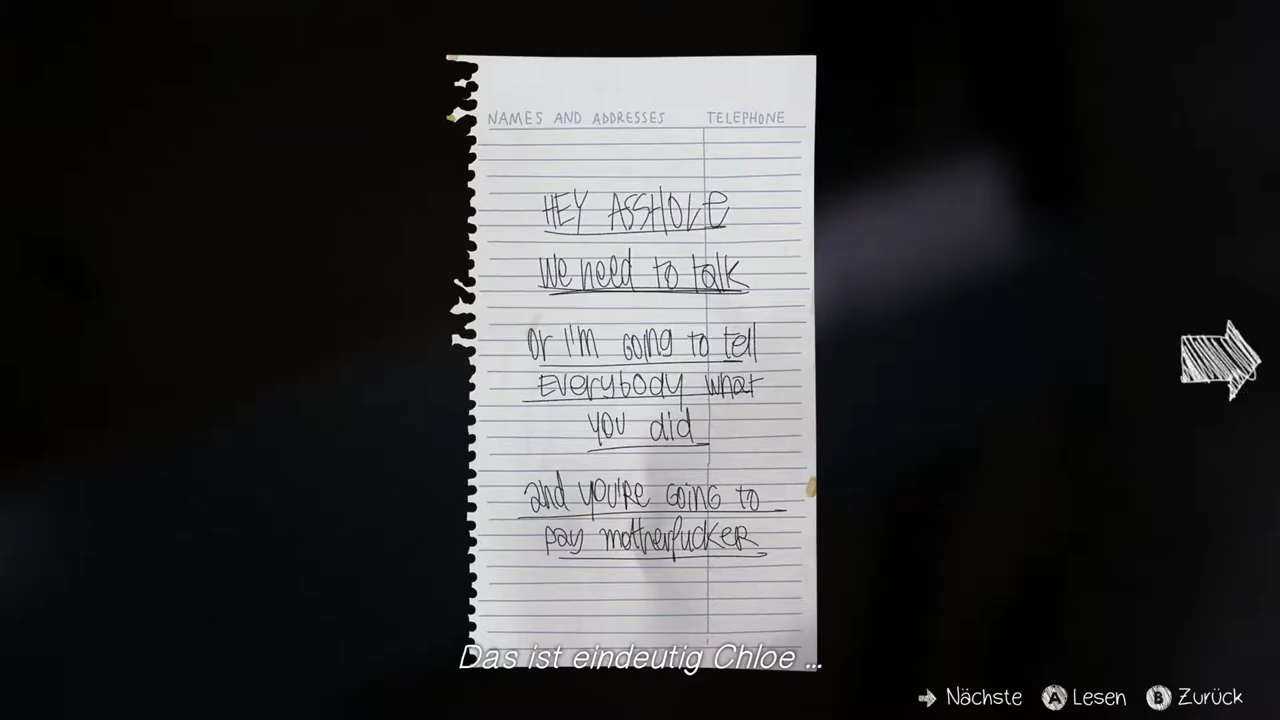 NAMES AND ADDRESSES TELEPHONE
HEY ASSHOLE
We need to talk
Or I'm going to tell
Everybody what
you did
and you're going to
pay motherfucker
Das ist eindeutig Chloe ...
Nächste A Lesen B Zurück